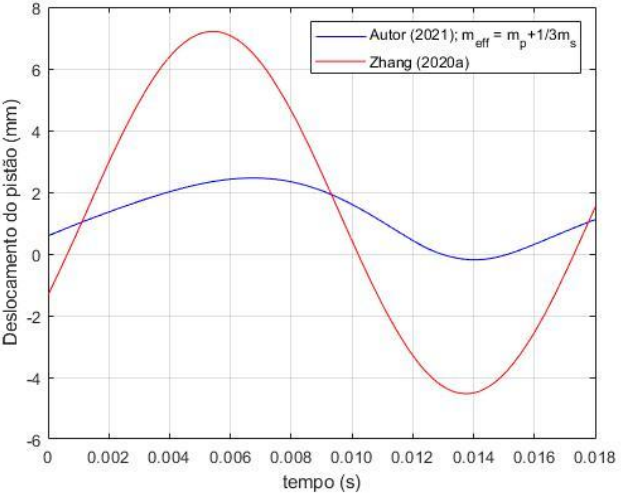 8
6
4
2
0
-2
-4
-6
Deslocamento do pistão (mm)
Autor (2021); m_eff = m_p+1/3m_s
Zhang (2020a)
0 0.002 0.004 0.006 0.008 0.010 0.012 0.014 0.016 0.018
tempo (s)